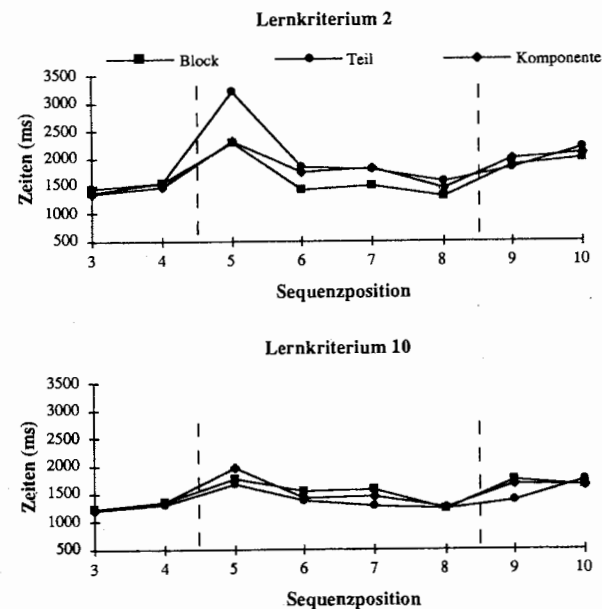 Lernkriterium 2
Block Teil Komponente
3500
3000
2500
2000
1500
1000
500
Zeiten (ms)
3 4 5 6 7 8 9 10
Sequenzposition
Lernkriterium 10
3500
3000
2500
2000
1500
1000
500
Zeiten (ms)
3 4 5 6 7 8 9 10
Sequenzposition